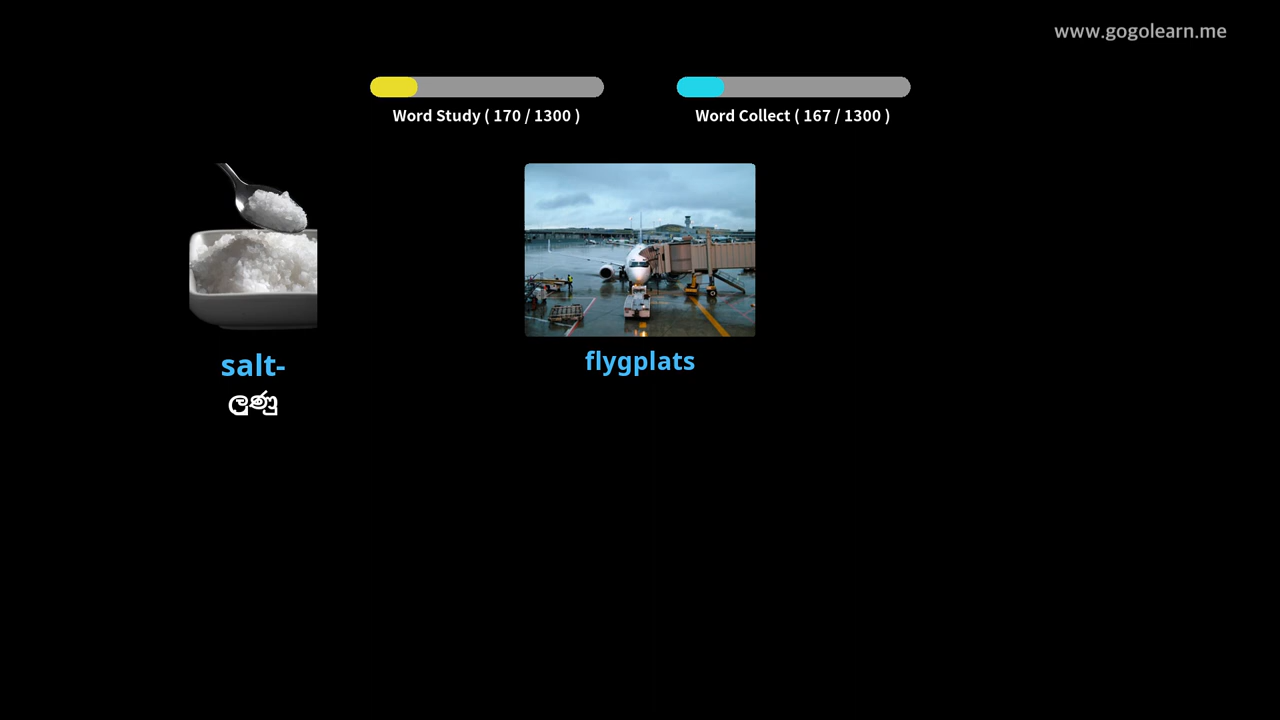 www.gogolearn.me
Word Study ( 170 / 1300 )
Word Collect ( 167 / 1300 )
salt-
ලුණු
flygplats